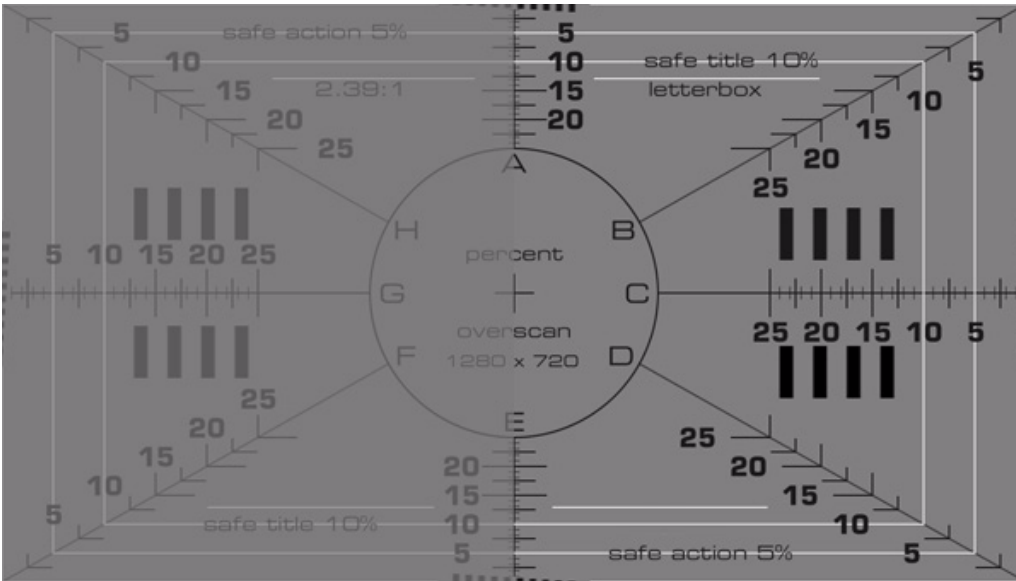 5 safe action 5% 5
10 10 safe title 10% 5
15 2.39:1 15 letterbox 10
20 20 15
25 20
A 25
H B
5 10 15 20 25 percent
G C
overscan 25 20 15 10 5
F 1280 x 720 D
25
20 E 25
15 20 20
10 15 15
5 safe title 10% 10 10
5 safe action 5% 5